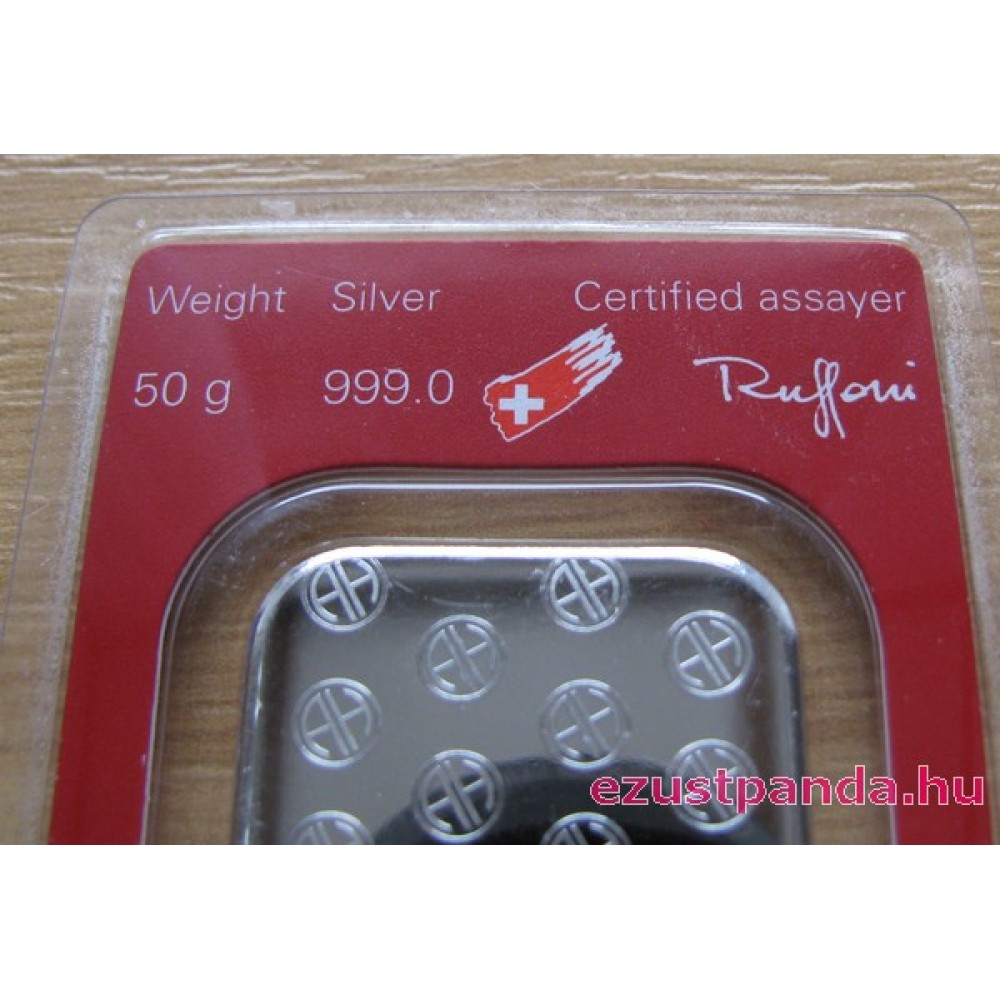 Weight Silver Certified assayer
50 g 999.0 Ruffoni
ezustpanda.hu